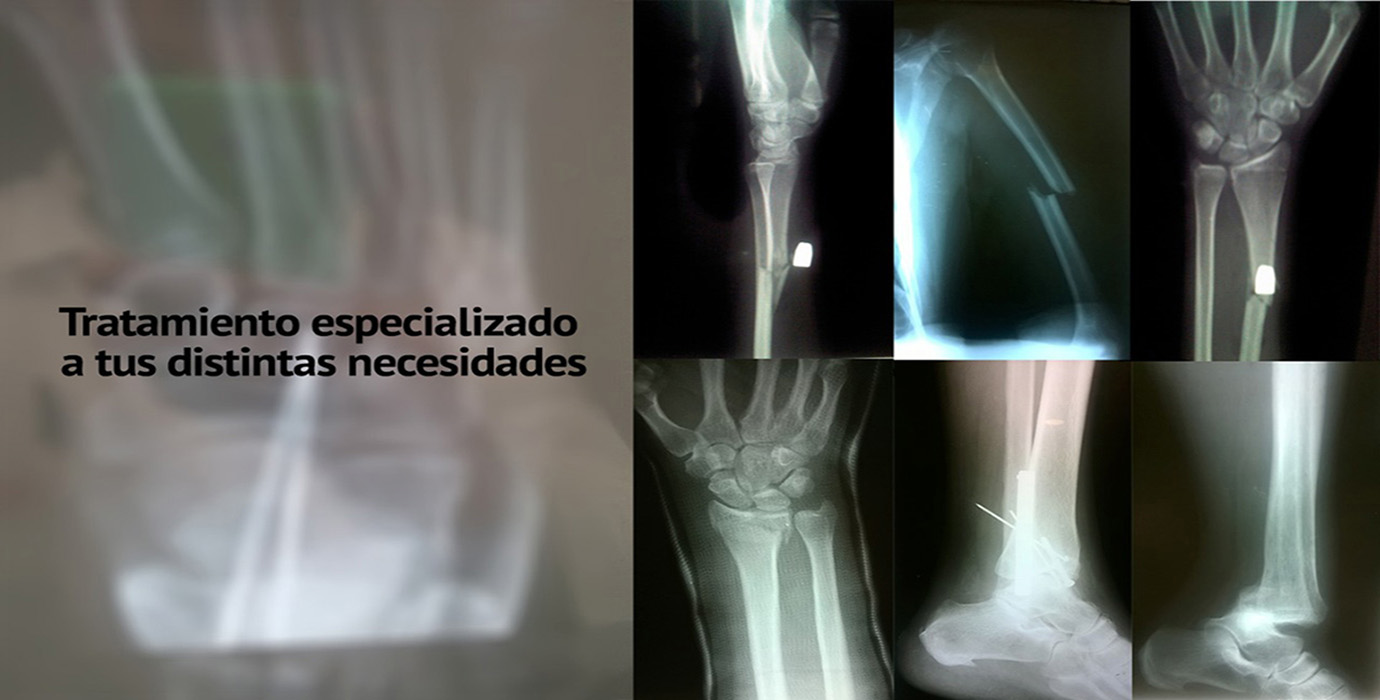 Tratamiento especializado
a tus distintas necesidades